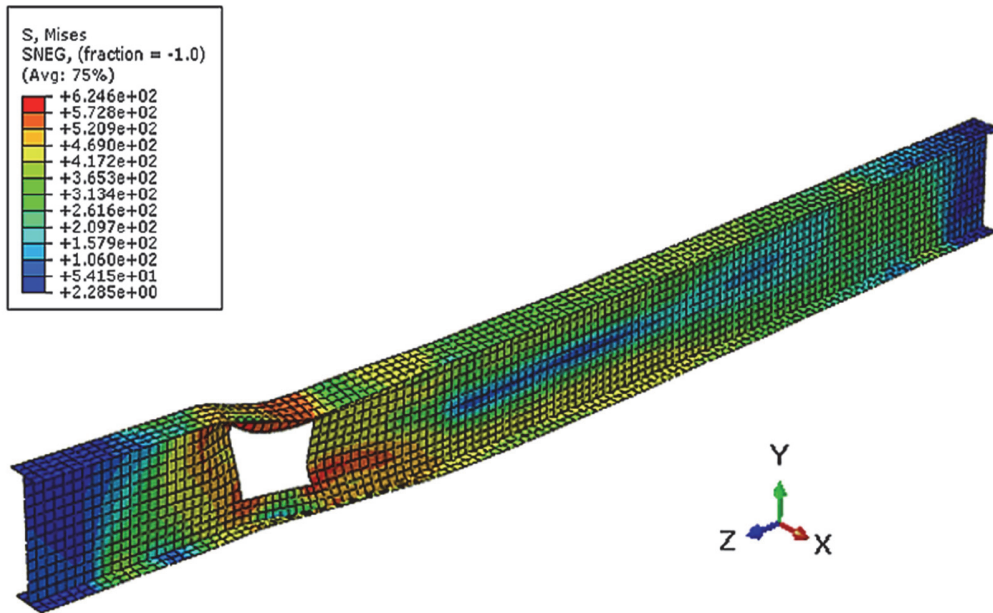 S, Mises
SNEG, (fraction = -1.0)
(Avg: 75%)
+6.246e+02
+5.728e+02
+5.209e+02
+4.690e+02
+4.172e+02
+3.653e+02
+3.134e+02
+2.616e+02
+2.097e+02
+1.579e+02
+1.060e+02
+5.415e+01
+2.285e+00
Y
Z
X